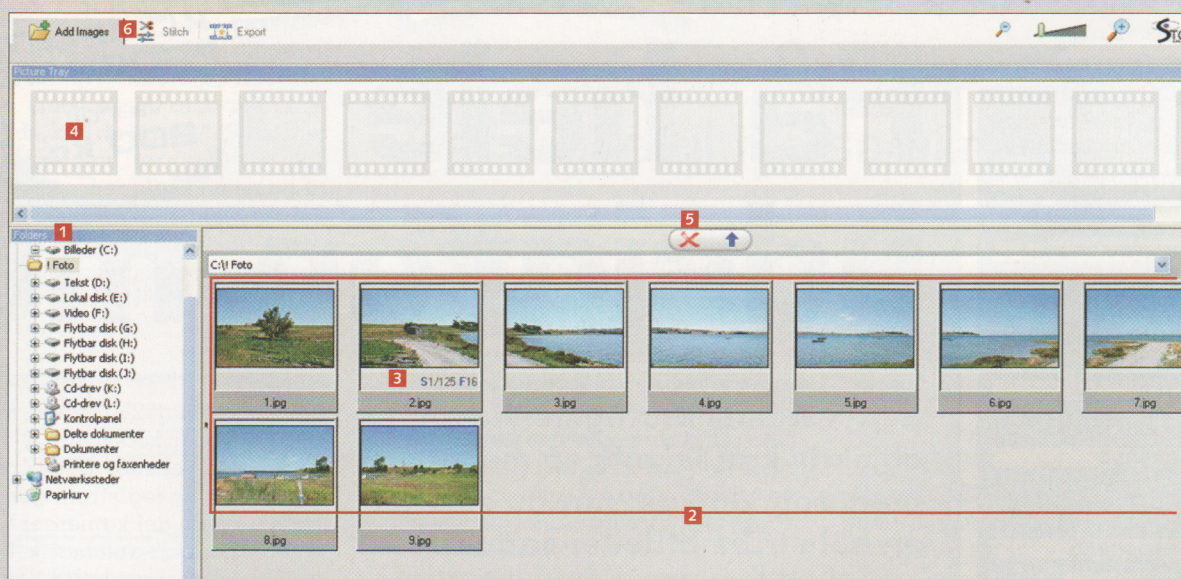 Add Images 6 Stitch Export
Picture Tray
4
5
Folders 1
Billeder (C:)
! Foto
Tekst (D:)
Lokal disk (E:)
Video (F:)
Flytbar disk (G:)
Flytbar disk (H:)
Flytbar disk (I:)
Flytbar disk (J:)
Cd-drev (K:)
Cd-drev (L:)
Kontrolpanel
Delte dokumenter
Dokumenter
Printere og faxenheder
Netværkssteder
Papirkurv
C:\! Foto
3 S1/125 F16
1.jpg 2.jpg 3.jpg 4.jpg 5.jpg 6.jpg 7.jpg
2
8.jpg 9.jpg